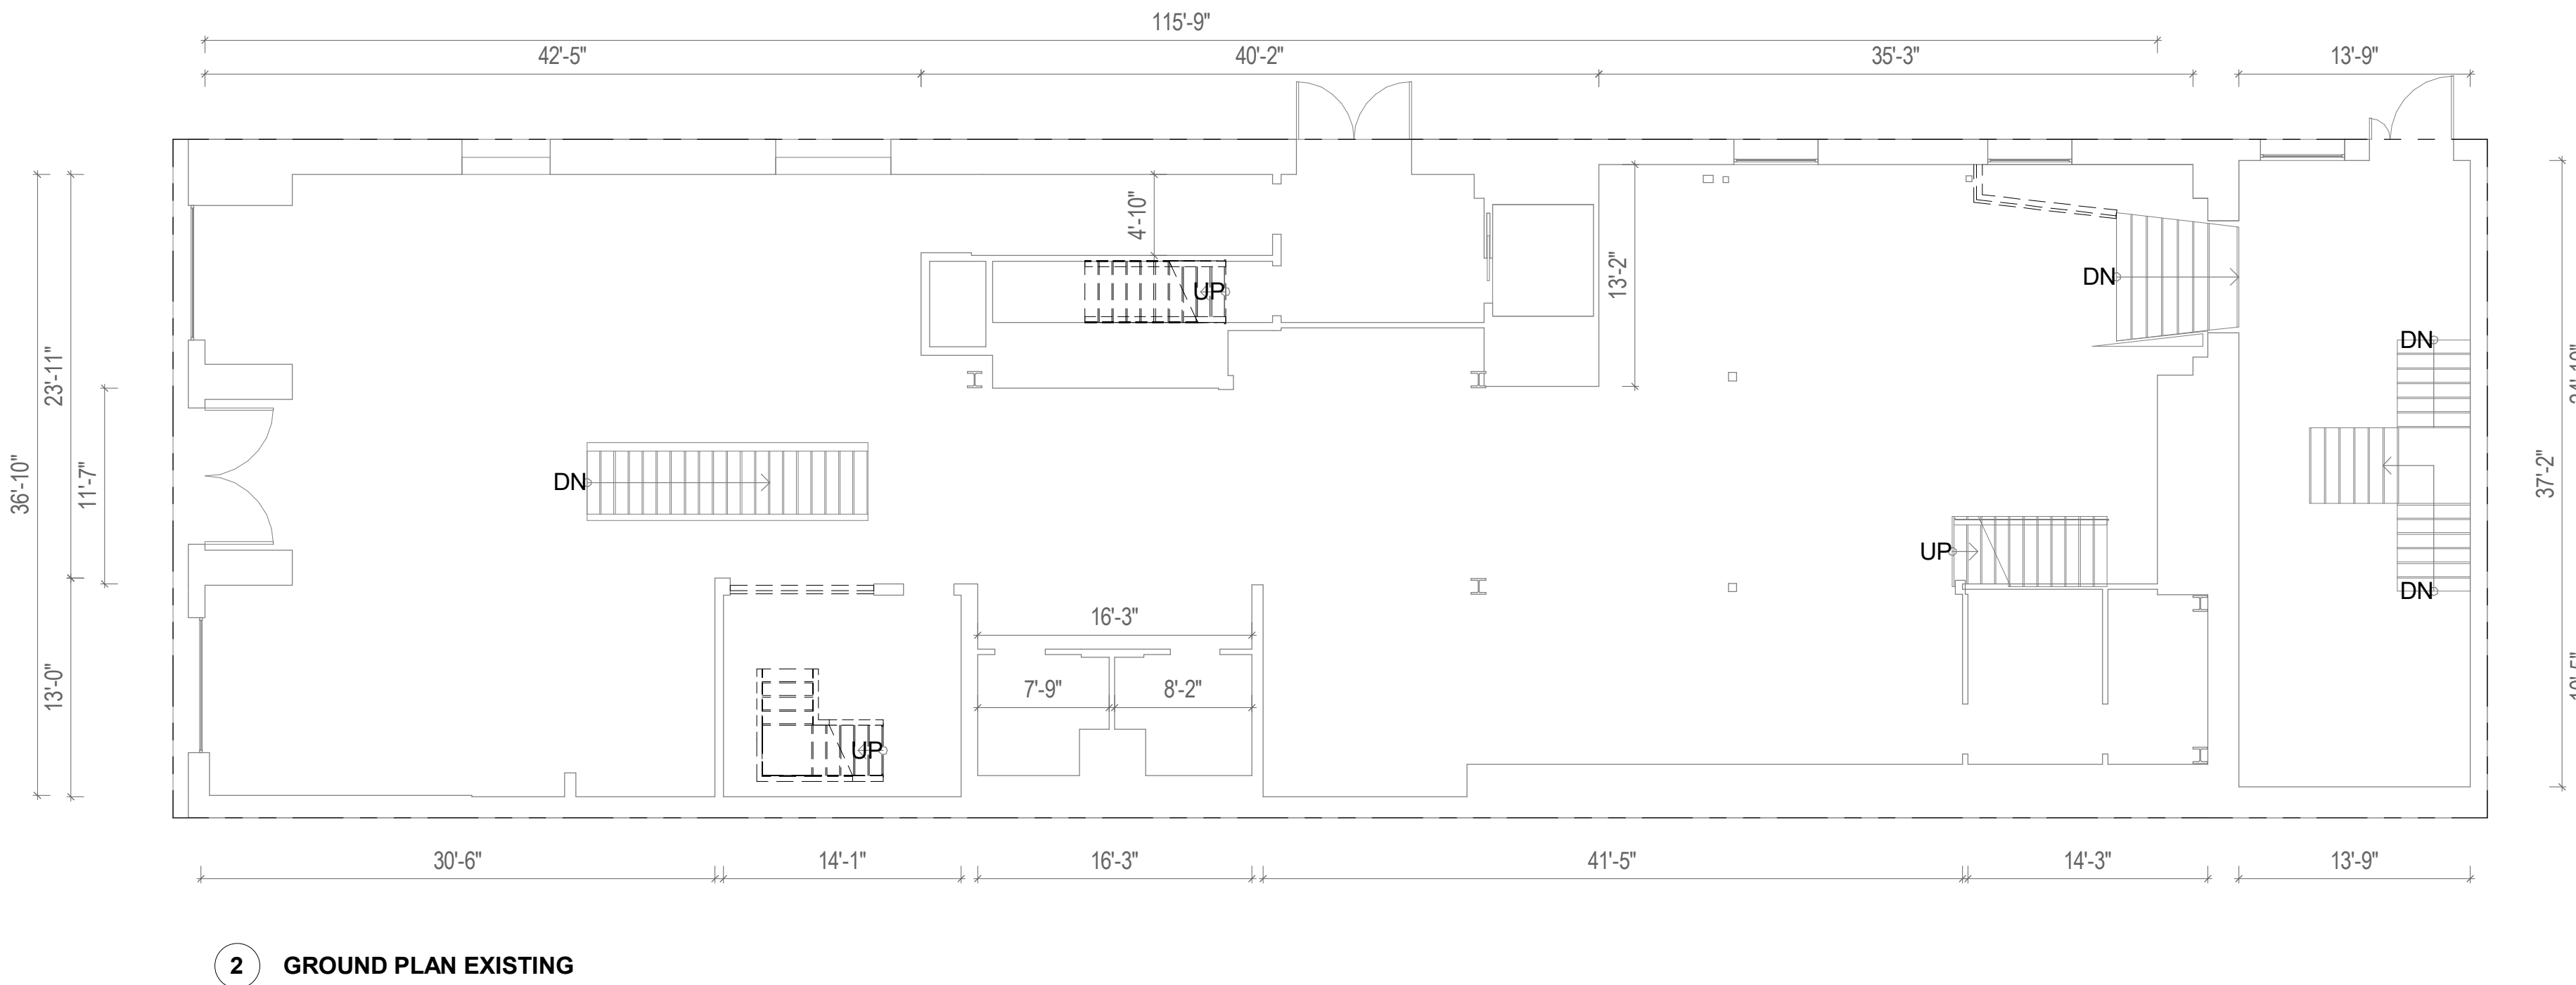 115'-9"
42'-5"
40'-2"
35'-3"
13'-9"
4'-10"
13'-2"
UP
DN
DN
23'-11"
36'-10"
11'-7"
DN
37'-2"
UP
DN
16'-3"
13'-0"
7'-9"
8'-2"
UP
30'-6"
14'-1"
16'-3"
41'-5"
14'-3"
13'-9"
2 GROUND PLAN EXISTING